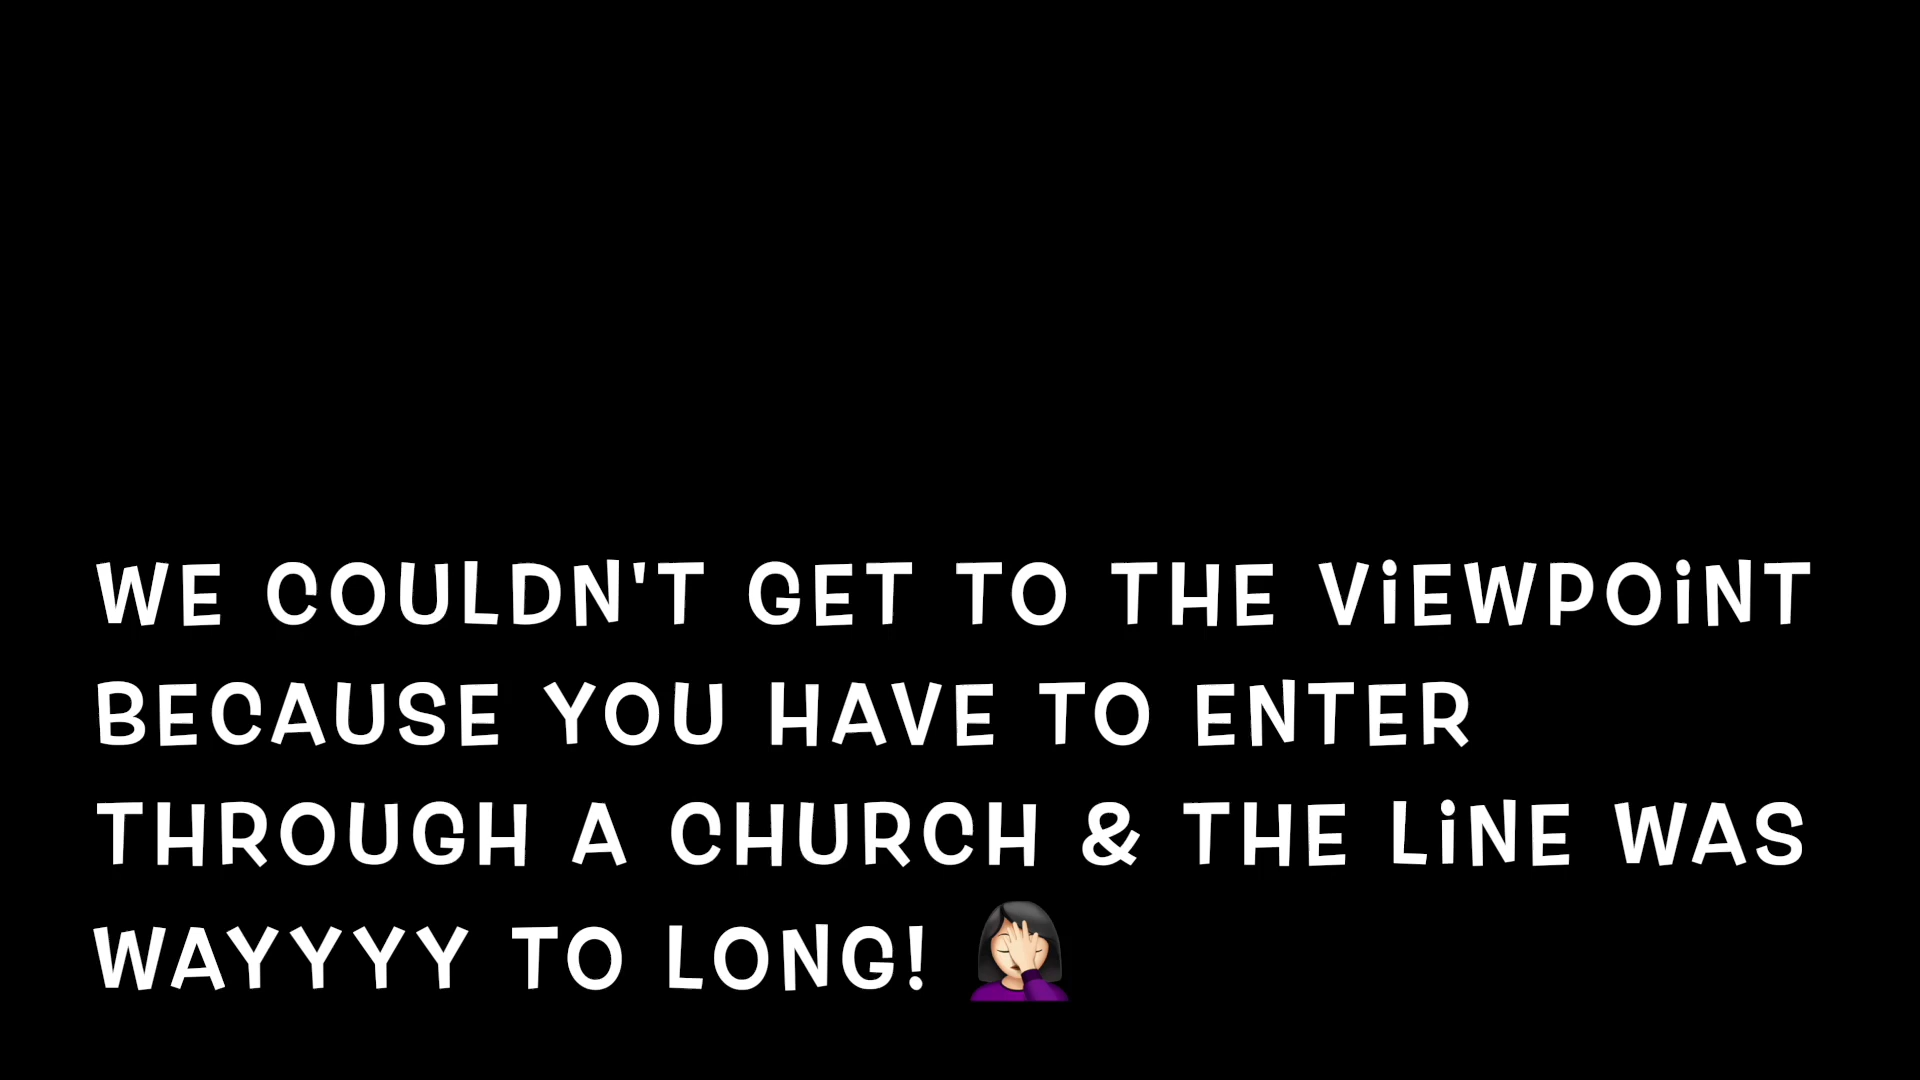 WE COULDN'T GET TO THE ViEWPOiNT
BECAUSE YOU HAVE TO ENTER
THROUGH A CHURCH & THE LiNE WAS
WAYYYY TO LONG! 🤦🏻‍♀️